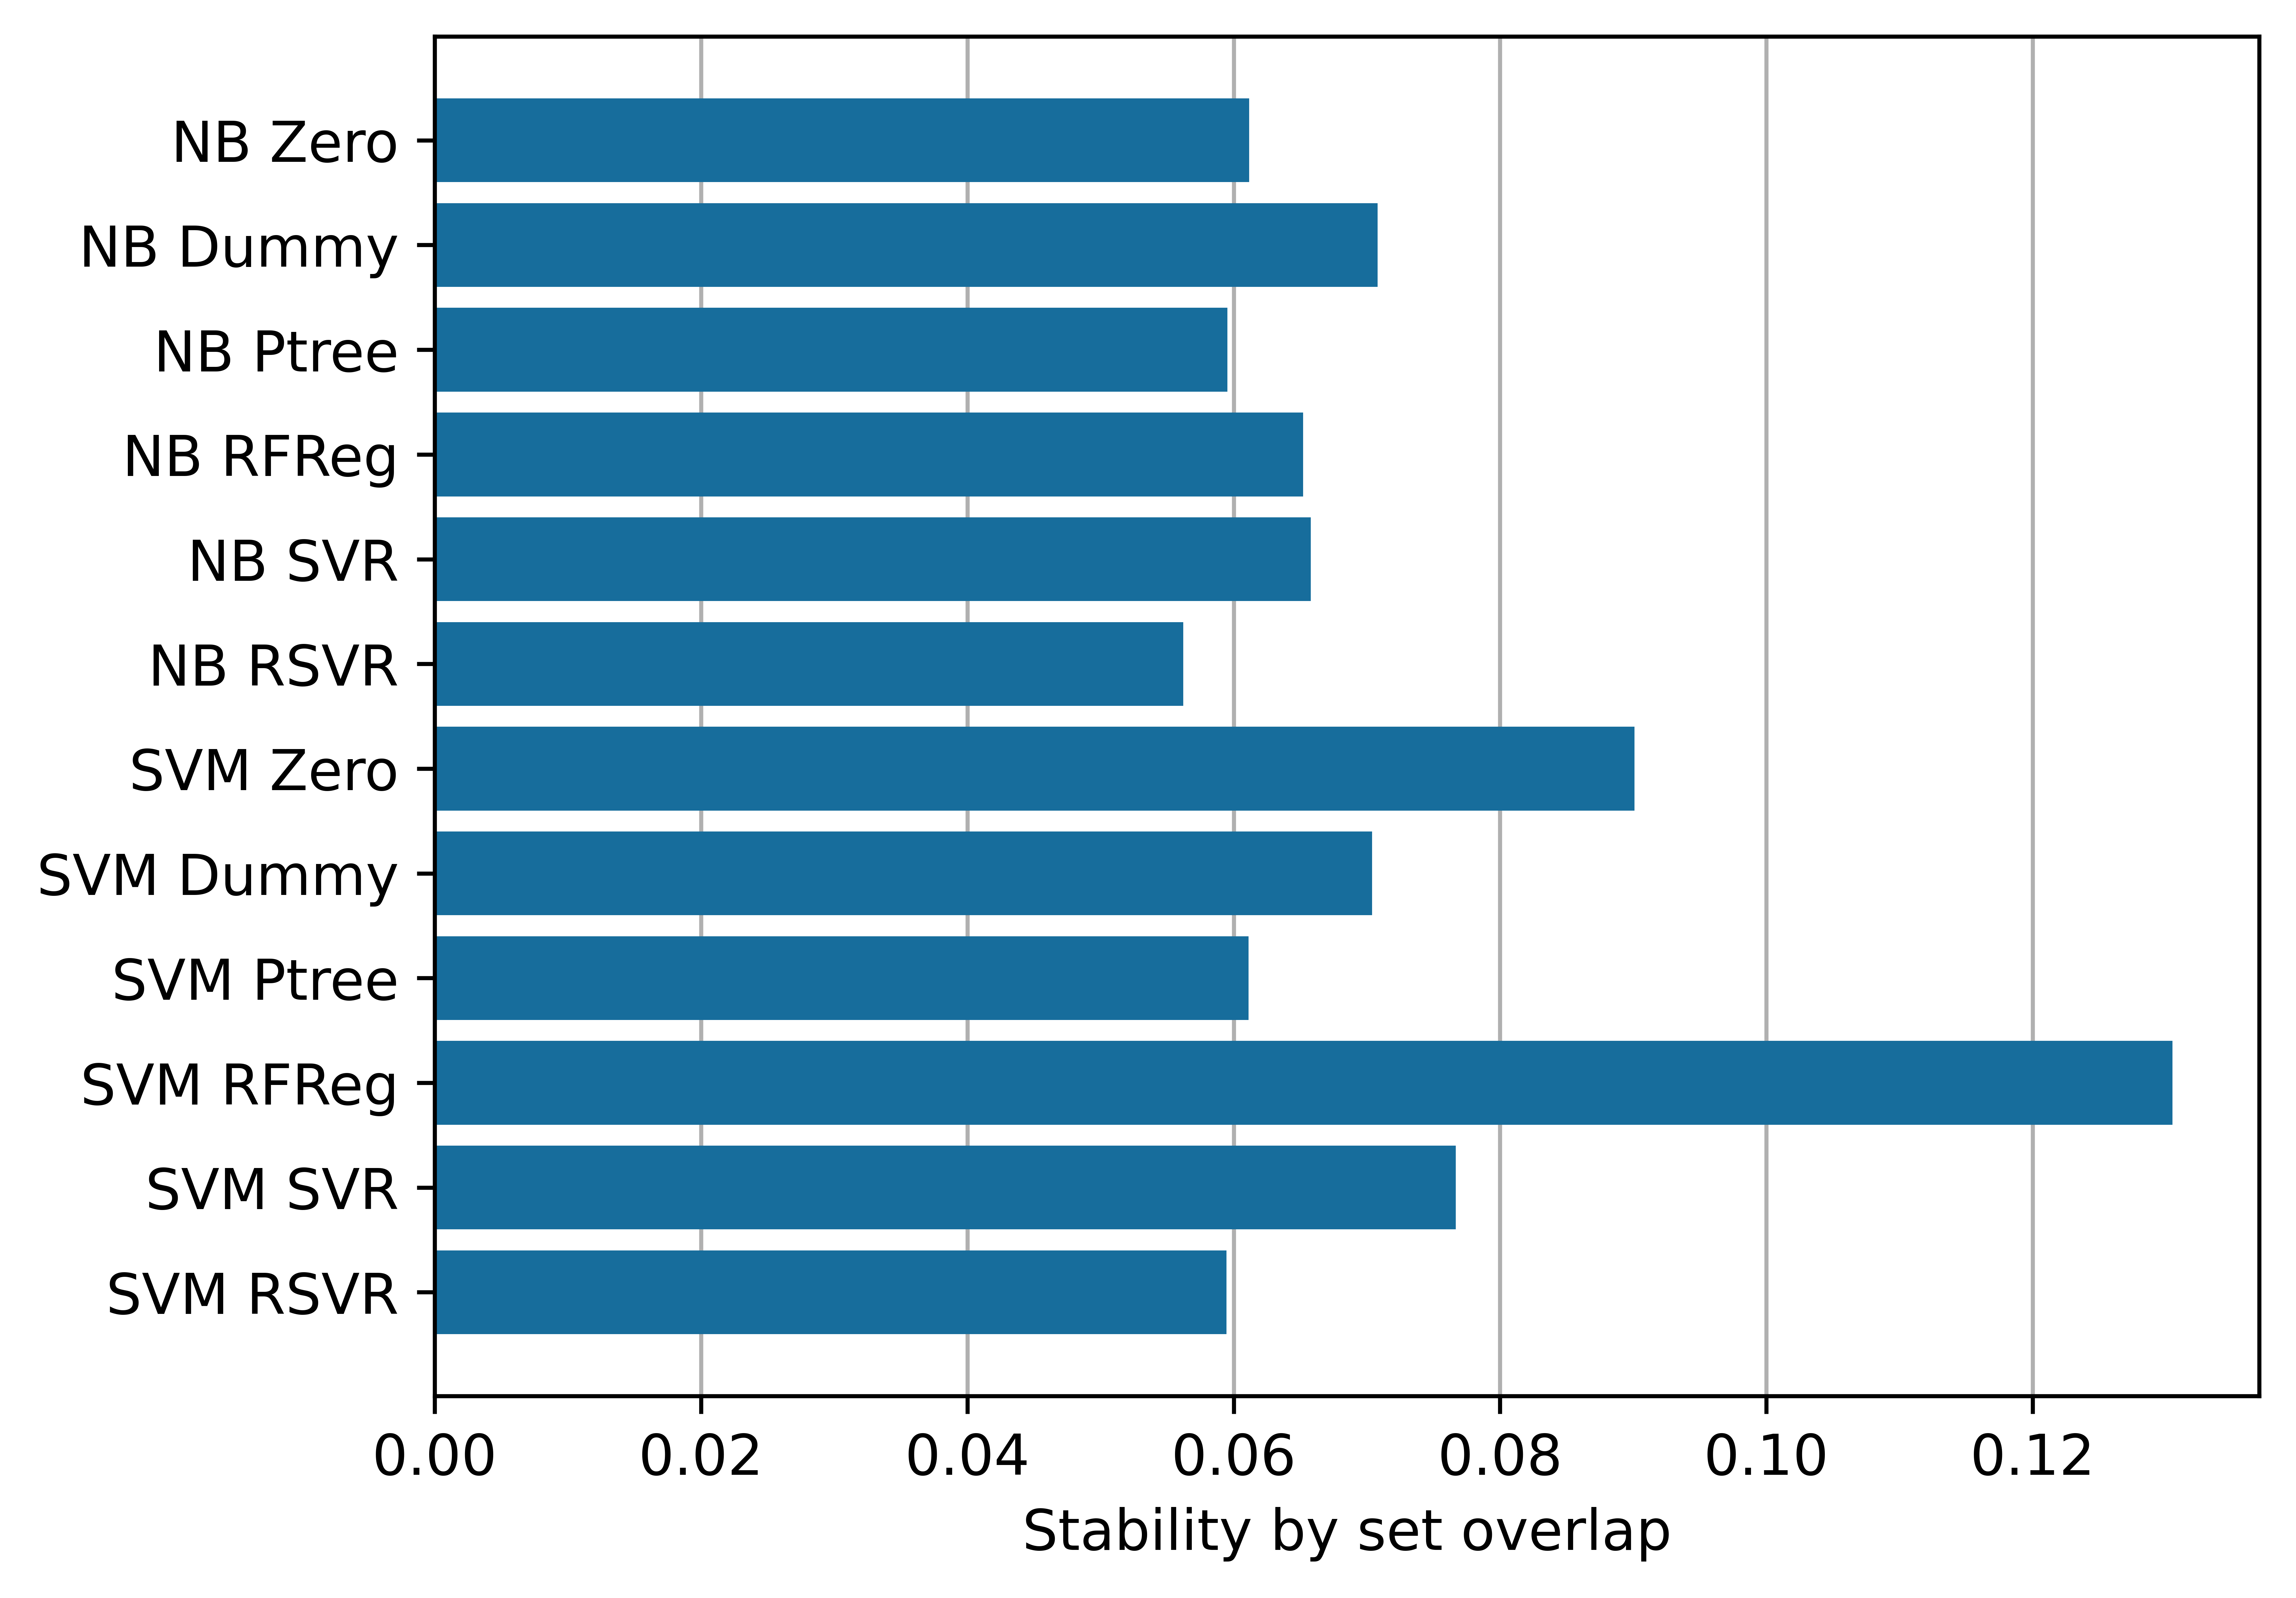 NB Zero
NB Dummy
NB Ptree
NB RFReg
NB SVR
NB RSVR
SVM Zero
SVM Dummy
SVM Ptree
SVM RFReg
SVM SVR
SVM RSVR
0.00 0.02 0.04 0.06 0.08 0.10 0.12
Stability by set overlap